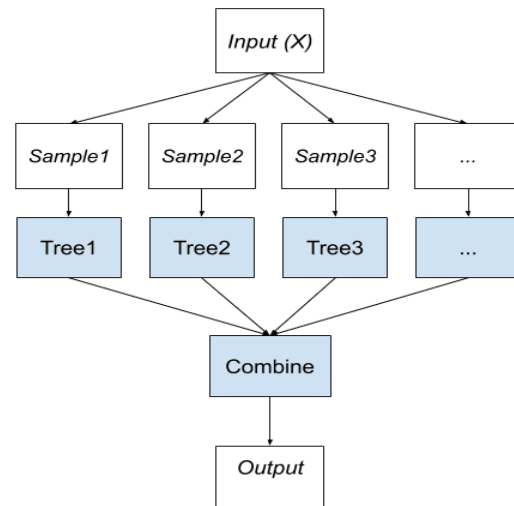 Input (X)
Sample1
Sample2
Sample3
...
Tree1
Tree2
Tree3
...
Combine
Output